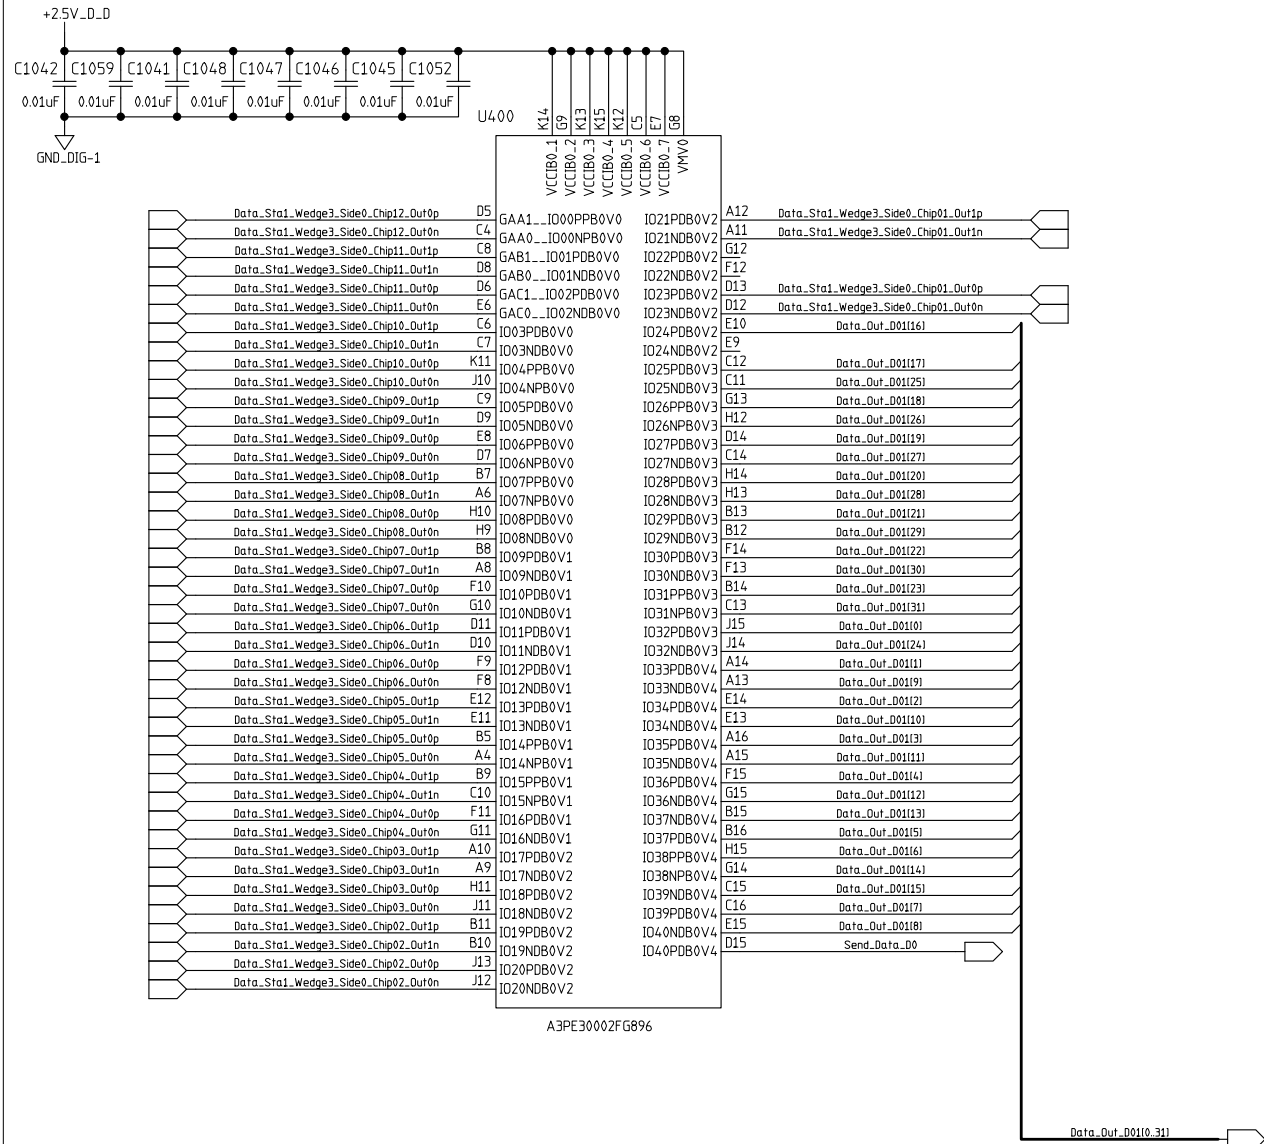 +2.5V_D_D
C1042 C1059 C1041 C1048 C1047 C1046 C1045 C1052
0.01uF 0.01uF 0.01uF 0.01uF 0.01uF 0.01uF 0.01uF 0.01uF
GND_DIG-1
U400
K14 G9 K13 K15 K12 C5 E7 G8
VCCIB0_1 VCCIB0_2 VCCIB0_3 VCCIB0_4 VCCIB0_5 VCCIB0_6 VCCIB0_7 VMV0
Data_Sta1_Wedge3_Side0_Chip12_Out0p D5 GAA1__IO00PPB0V0 IO21PDB0V2 A12 Data_Sta1_Wedge3_Side0_Chip01_Out1p
Data_Sta1_Wedge3_Side0_Chip12_Out0n C4 GAA0__IO00NPB0V0 IO21NDB0V2 A11 Data_Sta1_Wedge3_Side0_Chip01_Out1n
Data_Sta1_Wedge3_Side0_Chip11_Out1p C8 GAB1__IO01PDB0V0 IO22PDB0V2 G12
Data_Sta1_Wedge3_Side0_Chip11_Out1n D8 GAB0__IO01NDB0V0 IO22NDB0V2 F12
Data_Sta1_Wedge3_Side0_Chip11_Out0p D6 GAC1__IO02PDB0V0 IO23PDB0V2 D13 Data_Sta1_Wedge3_Side0_Chip01_Out0p
Data_Sta1_Wedge3_Side0_Chip11_Out0n E6 GAC0__IO02NDB0V0 IO23NDB0V2 D12 Data_Sta1_Wedge3_Side0_Chip01_Out0n
Data_Sta1_Wedge3_Side0_Chip10_Out1p C6 IO03PDB0V0 IO24PDB0V2 E10 Data_Out_D01[16]
Data_Sta1_Wedge3_Side0_Chip10_Out1n C7 IO03NDB0V0 IO24NDB0V2 E9
Data_Sta1_Wedge3_Side0_Chip10_Out0p K11 IO04PPB0V0 IO25PDB0V3 C12 Data_Out_D01[17]
Data_Sta1_Wedge3_Side0_Chip10_Out0n J10 IO04NPB0V0 IO25NDB0V3 C11 Data_Out_D01[25]
Data_Sta1_Wedge3_Side0_Chip09_Out1p C9 IO05PDB0V0 IO26PPB0V3 G13 Data_Out_D01[18]
Data_Sta1_Wedge3_Side0_Chip09_Out1n D9 IO05NDB0V0 IO26NPB0V3 H12 Data_Out_D01[26]
Data_Sta1_Wedge3_Side0_Chip09_Out0p E8 IO06PPB0V0 IO27PDB0V3 D14 Data_Out_D01[19]
Data_Sta1_Wedge3_Side0_Chip09_Out0n D7 IO06NPB0V0 IO27NDB0V3 C14 Data_Out_D01[27]
Data_Sta1_Wedge3_Side0_Chip08_Out1p B7 IO07PPB0V0 IO28PDB0V3 H14 Data_Out_D01[20]
Data_Sta1_Wedge3_Side0_Chip08_Out1n A6 IO07NPB0V0 IO28NDB0V3 H13 Data_Out_D01[28]
Data_Sta1_Wedge3_Side0_Chip08_Out0p H10 IO08PDB0V0 IO29PDB0V3 B13 Data_Out_D01[21]
Data_Sta1_Wedge3_Side0_Chip08_Out0n H9 IO08NDB0V0 IO29NDB0V3 B12 Data_Out_D01[29]
Data_Sta1_Wedge3_Side0_Chip07_Out1p B8 IO09PDB0V1 IO30PDB0V3 F14 Data_Out_D01[22]
Data_Sta1_Wedge3_Side0_Chip07_Out1n A8 IO09NDB0V1 IO30NDB0V3 F13 Data_Out_D01[30]
Data_Sta1_Wedge3_Side0_Chip07_Out0p F10 IO10PDB0V1 IO31PPB0V3 B14 Data_Out_D01[23]
Data_Sta1_Wedge3_Side0_Chip07_Out0n G10 IO10NDB0V1 IO31NPB0V3 C13 Data_Out_D01[31]
Data_Sta1_Wedge3_Side0_Chip06_Out1p D11 IO11PDB0V1 IO32PDB0V3 J15 Data_Out_D01[0]
Data_Sta1_Wedge3_Side0_Chip06_Out1n D10 IO11NDB0V1 IO32NDB0V3 J14 Data_Out_D01[24]
Data_Sta1_Wedge3_Side0_Chip06_Out0p F9 IO12PDB0V1 IO33PDB0V4 A14 Data_Out_D01[1]
Data_Sta1_Wedge3_Side0_Chip06_Out0n F8 IO12NDB0V1 IO33NDB0V4 A13 Data_Out_D01[9]
Data_Sta1_Wedge3_Side0_Chip05_Out1p E12 IO13PDB0V1 IO34PDB0V4 E14 Data_Out_D01[2]
Data_Sta1_Wedge3_Side0_Chip05_Out1n E11 IO13NDB0V1 IO34NDB0V4 E13 Data_Out_D01[10]
Data_Sta1_Wedge3_Side0_Chip05_Out0p B5 IO14PPB0V1 IO35PDB0V4 A16 Data_Out_D01[3]
Data_Sta1_Wedge3_Side0_Chip05_Out0n A4 IO14NPB0V1 IO35NDB0V4 A15 Data_Out_D01[11]
Data_Sta1_Wedge3_Side0_Chip04_Out1p B9 IO15PPB0V1 IO36PDB0V4 F15 Data_Out_D01[4]
Data_Sta1_Wedge3_Side0_Chip04_Out1n C10 IO15NPB0V1 IO36NDB0V4 G15 Data_Out_D01[12]
Data_Sta1_Wedge3_Side0_Chip04_Out0p F11 IO16PDB0V1 IO37NDB0V4 B15 Data_Out_D01[13]
Data_Sta1_Wedge3_Side0_Chip04_Out0n G11 IO16NDB0V1 IO37PDB0V4 B16 Data_Out_D01[5]
Data_Sta1_Wedge3_Side0_Chip03_Out1p A10 IO17PDB0V2 IO38PPB0V4 H15 Data_Out_D01[6]
Data_Sta1_Wedge3_Side0_Chip03_Out1n A9 IO17NDB0V2 IO38NPB0V4 G14 Data_Out_D01[14]
Data_Sta1_Wedge3_Side0_Chip03_Out0p H11 IO18PDB0V2 IO39NDB0V4 C15 Data_Out_D01[15]
Data_Sta1_Wedge3_Side0_Chip03_Out0n J11 IO18NDB0V2 IO39PDB0V4 C16 Data_Out_D01[7]
Data_Sta1_Wedge3_Side0_Chip02_Out1p B11 IO19PDB0V2 IO40NDB0V4 E15 Data_Out_D01[8]
Data_Sta1_Wedge3_Side0_Chip02_Out1n B10 IO19NDB0V2 IO40PDB0V4 D15 Send_Data_D0
Data_Sta1_Wedge3_Side0_Chip02_Out0p J13 IO20PDB0V2
Data_Sta1_Wedge3_Side0_Chip02_Out0n J12 IO20NDB0V2
A3PE30002FG896
Data_Out_D01[0..31]